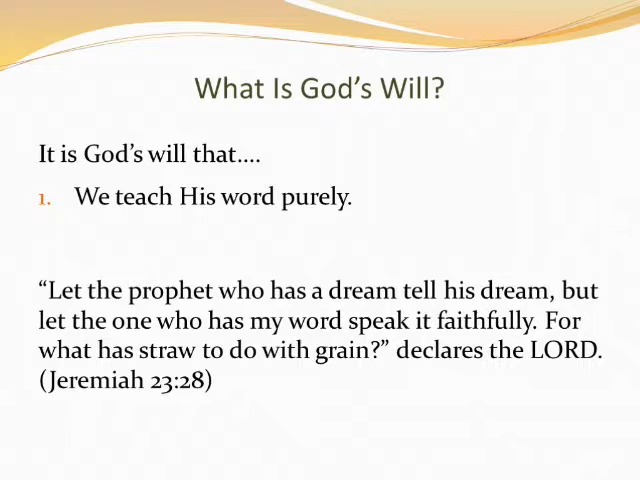 What Is God’s Will?
It is God’s will that….
1. We teach His word purely.
“Let the prophet who has a dream tell his dream, but
let the one who has my word speak it faithfully. For
what has straw to do with grain?” declares the LORD.
(Jeremiah 23:28)